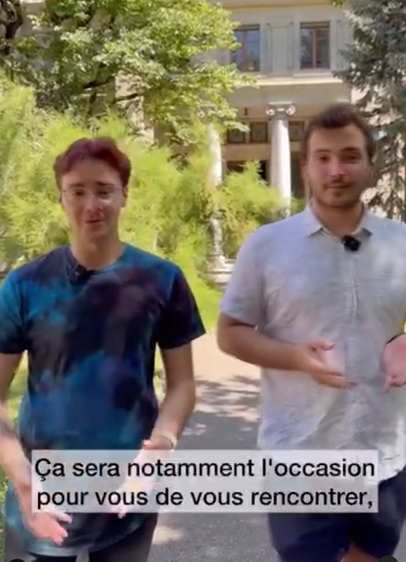 Ça sera notamment l'occasion
pour vous de vous rencontrer,